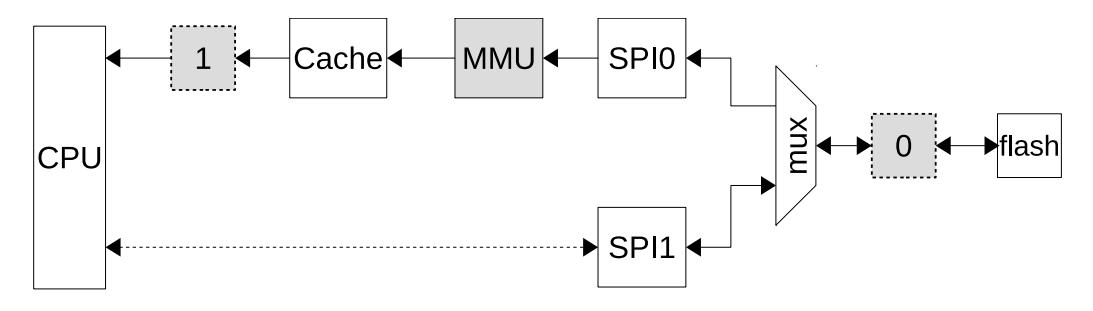 CPU
1
Cache
MMU
SPI0
mux
0
flash
SPI1